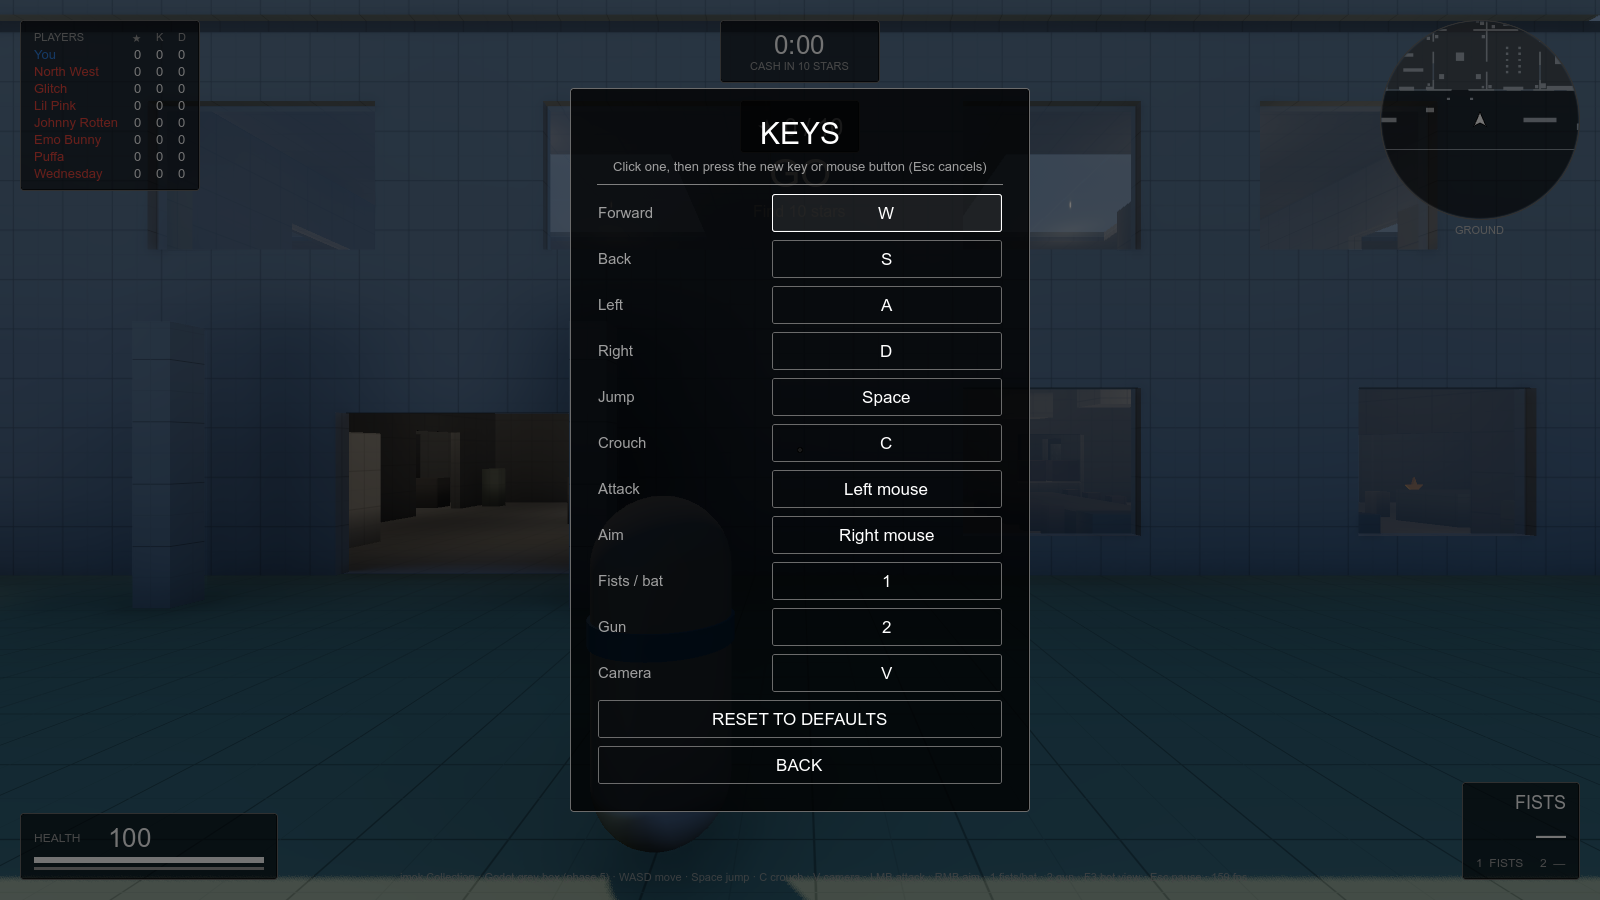 PLAYERS ★ K D
You 0 0 0
North West 0 0 0
Glitch 0 0 0
Lil Pink 0 0 0
Johnny Rotten 0 0 0
Emo Bunny 0 0 0
Puffa 0 0 0
Wednesday 0 0 0
0:00
CASH IN 10 STARS
GROUND
KEYS
GO
Click one, then press the new key or mouse button (Esc cancels)
Forward W
Back S
Left A
Right D
Jump Space
Crouch C
Attack Left mouse
Aim Right mouse
Fists / bat 1
Gun 2
Camera V
RESET TO DEFAULTS
BACK
HEALTH 100
FISTS
1 FISTS 2 —
WASD move · Space jump · C crouch